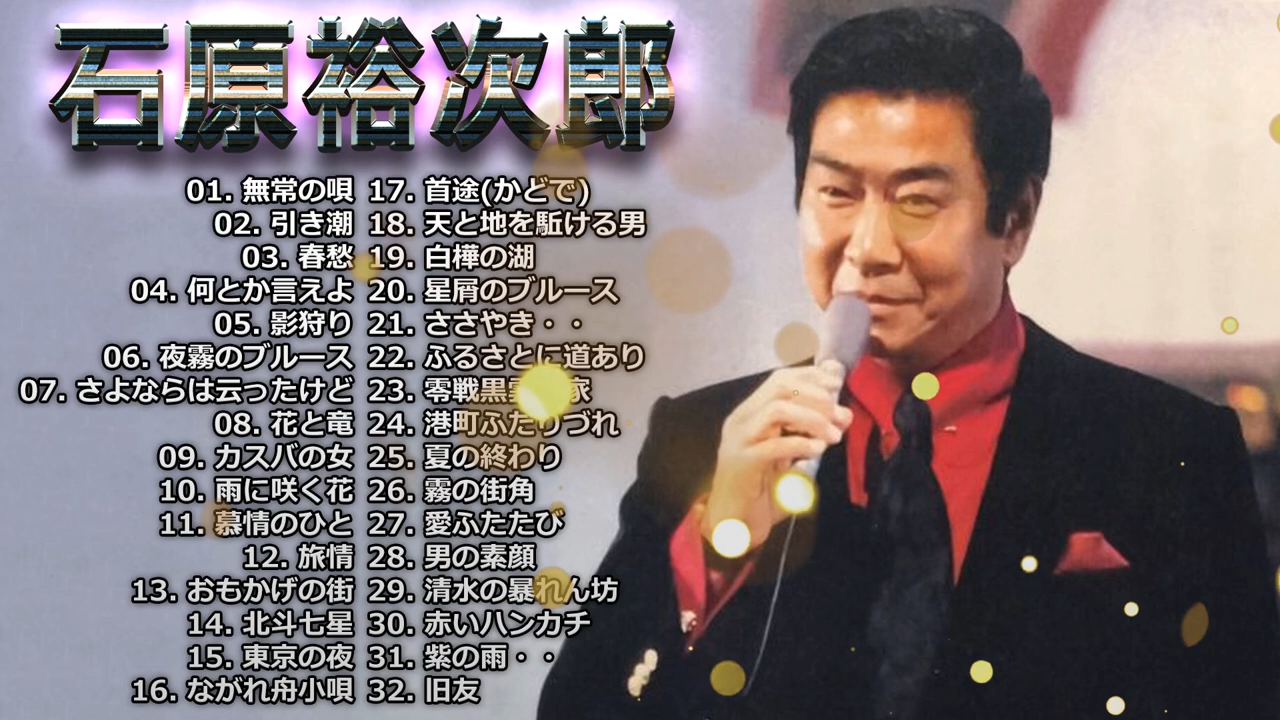 石原裕次郎
01. 無常の唄
02. 引き潮
03. 春愁
04. 何とか言えよ
05. 影狩り
06. 夜霧のブルース
07. さよならは云ったけど
08. 花と竜
09. カスバの女
10. 雨に咲く花
11. 慕情のひと
12. 旅情
13. おもかげの街
14. 北斗七星
15. 東京の夜
16. ながれ舟小唄
17. 首途(かどで)
18. 天と地を駈ける男
19. 白樺の湖
20. 星屑のブルース
21. ささやき・・
22. ふるさとに道あり
23. 零戦黒雲家
24. 港町ふたりづれ
25. 夏の終わり
26. 霧の街角
27. 愛ふたたび
28. 男の素顔
29. 清水の暴れん坊
30. 赤いハンカチ
31. 紫の雨・・
32. 旧友